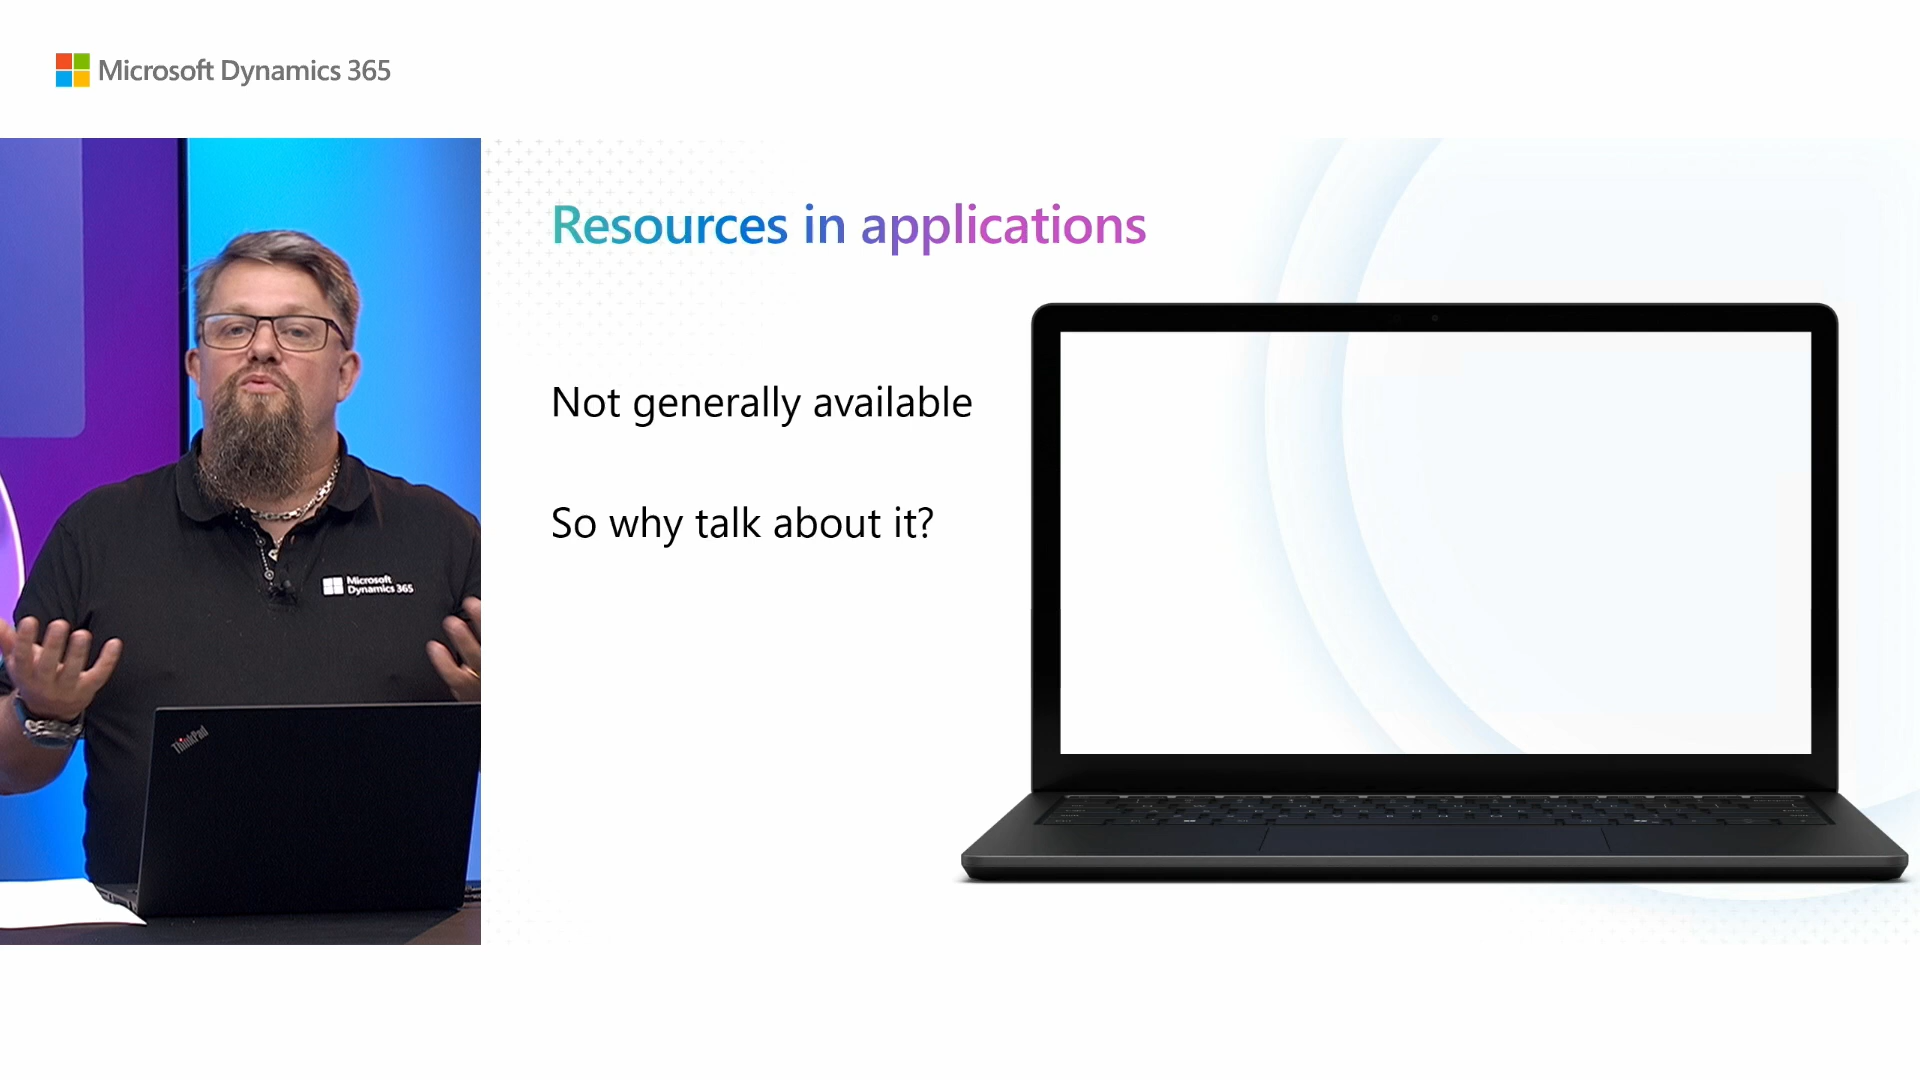 Microsoft Dynamics 365
Resources in applications
Not generally available
So why talk about it?
Microsoft
Dynamics 365
ThinkPad